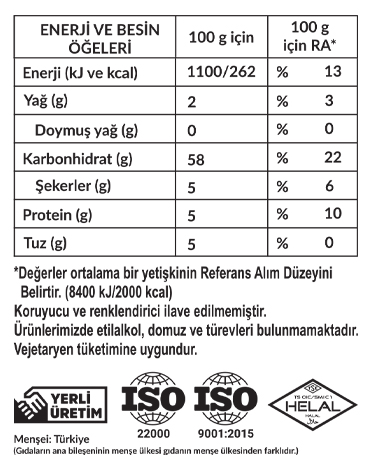 ENERJİ VE BESİN ÖĞELERİ 100 g için 100 g için RA*
Enerji (kJ ve kcal) 1100/262 % 13
Yağ (g) 2 % 3
Doymuş yağ (g) 0 % 0
Karbonhidrat (g) 58 % 22
Şekerler (g) 5 % 6
Protein (g) 5 % 10
Tuz (g) 5 % 0
*Değerler ortalama bir yetişkinin Referans Alım Düzeyini
Belirtir. (8400 kJ/2000 kcal)
Koruyucu ve renklendirici ilave edilmemiştir.
Ürünlerimizde etilalkol, domuz ve türevleri bulunmamaktadır.
Vejetaryen tüketimine uygundur.
YERLİ ÜRETİM
ISO 22000
ISO 9001:2015
TS OIC/SMIIC 1
HELAL
HALAL
حلال
Menşei: Türkiye
(Gıdaların ana bileşeninin menşe ülkesi gıdanın menşe ülkesinden farklıdır.)